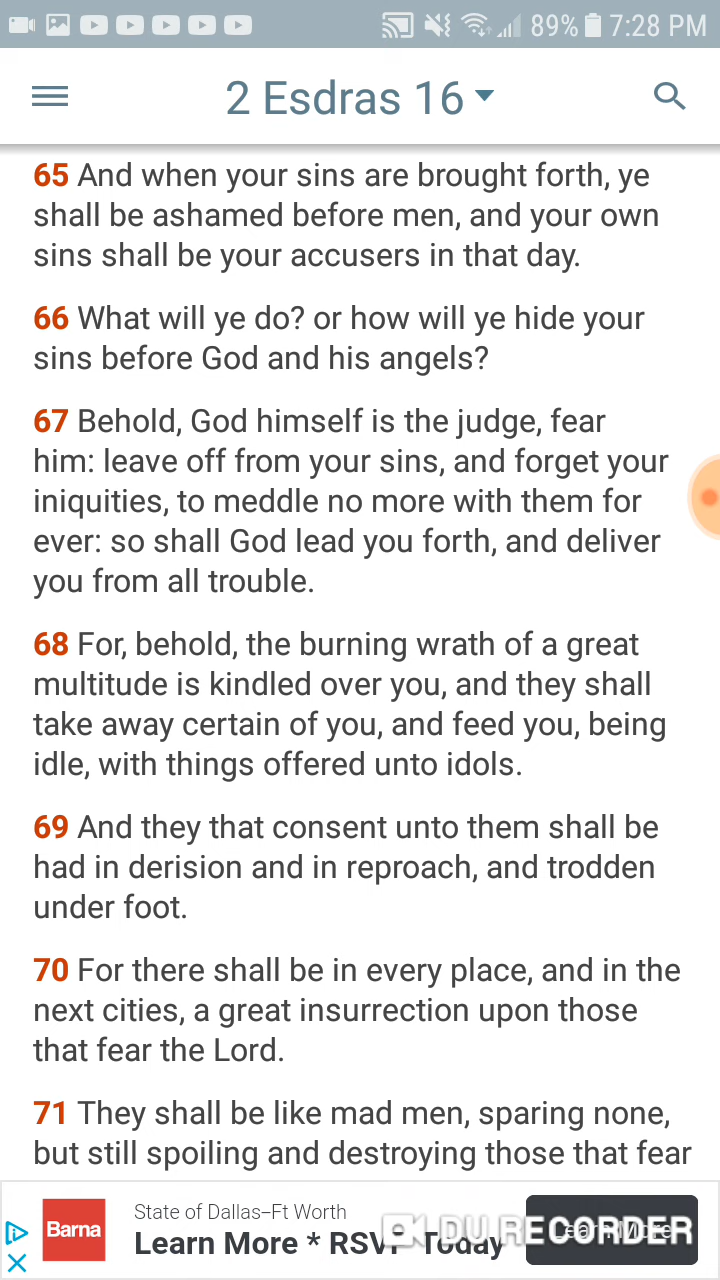 89% 7:28 PM
2 Esdras 16
65 And when your sins are brought forth, ye
shall be ashamed before men, and your own
sins shall be your accusers in that day.
66 What will ye do? or how will ye hide your
sins before God and his angels?
67 Behold, God himself is the judge, fear
him: leave off from your sins, and forget your
iniquities, to meddle no more with them for
ever: so shall God lead you forth, and deliver
you from all trouble.
68 For, behold, the burning wrath of a great
multitude is kindled over you, and they shall
take away certain of you, and feed you, being
idle, with things offered unto idols.
69 And they that consent unto them shall be
had in derision and in reproach, and trodden
under foot.
70 For there shall be in every place, and in the
next cities, a great insurrection upon those
that fear the Lord.
71 They shall be like mad men, sparing none,
but still spoiling and destroying those that fear
Barna
State of Dallas–Ft Worth
Learn More * RSVP Today
Learn More
DU RECORDER